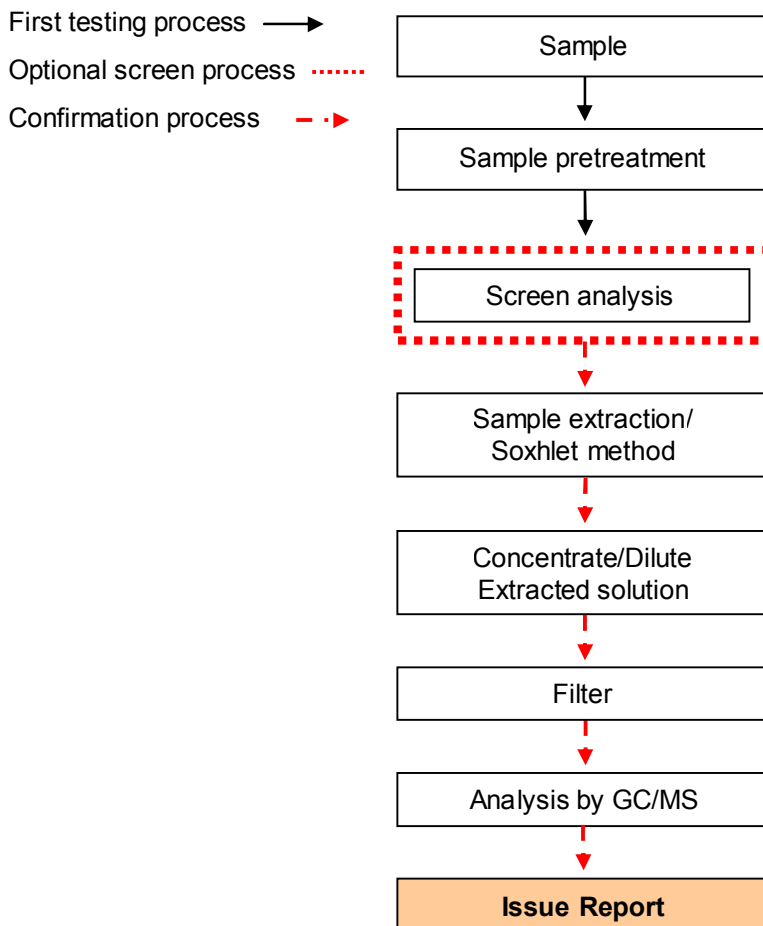 First testing process
Optional screen process
Confirmation process
Sample
Sample pretreatment
Screen analysis
Sample extraction/
Soxhlet method
Concentrate/Dilute
Extracted solution
Filter
Analysis by GC/MS
Issue Report